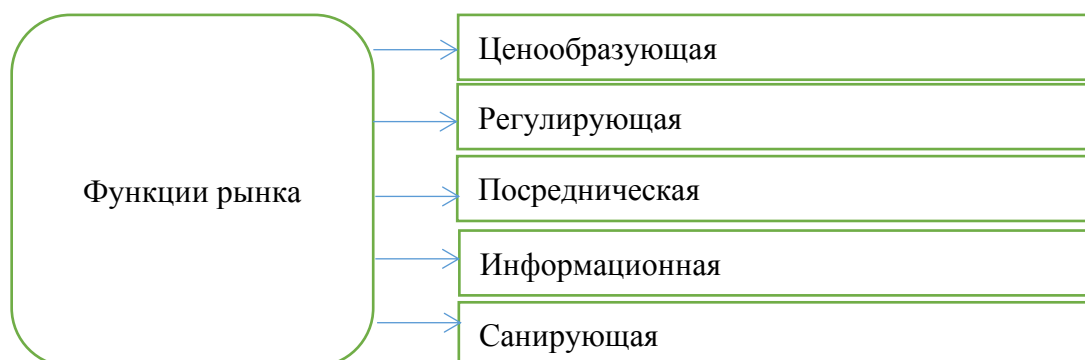 Функции рынка
Ценообразующая
Регулирующая
Посредническая
Информационная
Санирующая